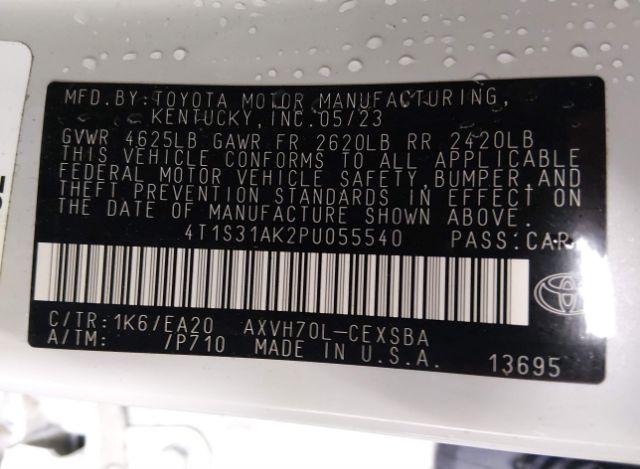 MFD.BY:TOYOTA MOTOR MANUFACTURING,
KENTUCKY,INC.05/23
GVWR 4625LB GAWR FR 2620LB RR 2420LB
THIS VEHICLE CONFORMS TO ALL APPLICABLE
FEDERAL MOTOR VEHICLE SAFETY,BUMPER,AND
THEFT PREVENTION STANDARDS IN EFFECT ON
THE DATE OF MANUFACTURE SHOWN ABOVE.
4T1S31AK2PU055540 PASS.CAR
C/TR:1K6/EA20 AXVH70L-CEXSBA
A/TM: /P710 MADE IN U.S.A. 13695